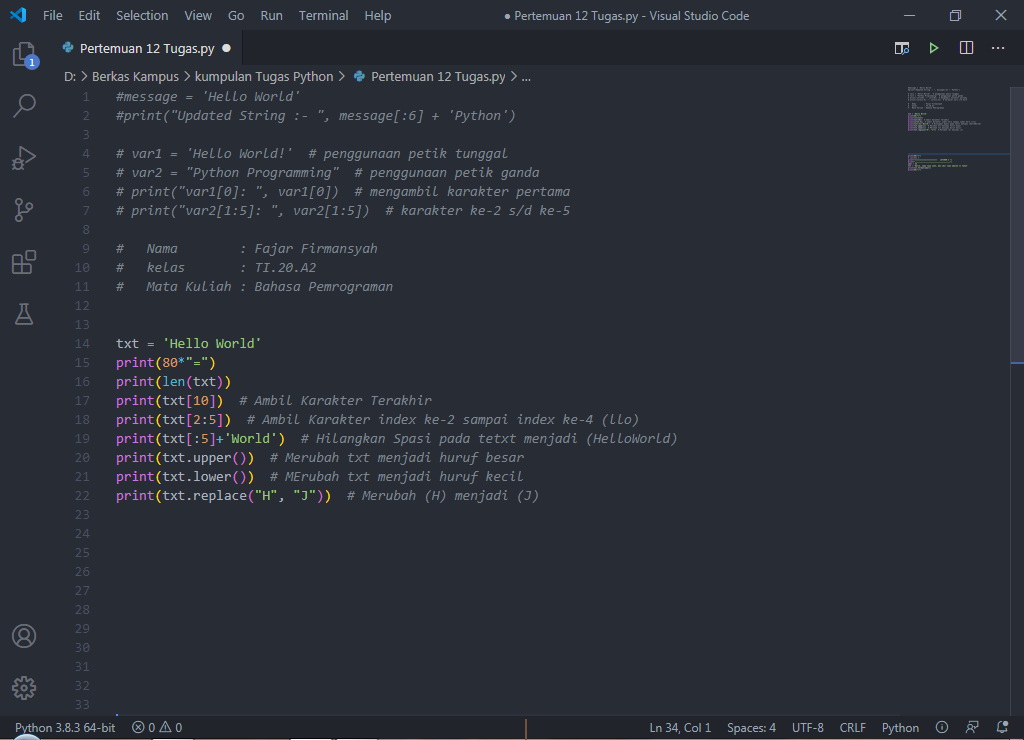 File Edit Selection View Go Run Terminal Help ● Pertemuan 12 Tugas.py - Visual Studio Code
Pertemuan 12 Tugas.py ●
1
D: > Berkas Kampus > kumpulan Tugas Python > Pertemuan 12 Tugas.py > ...
1 #message = 'Hello World'
2 #print("Updated String :- ", message[:6] + 'Python')
3
4 # var1 = 'Hello World!'  # penggunaan petik tunggal
5 # var2 = "Python Programming"  # penggunaan petik ganda
6 # print("var1[0]: ", var1[0])  # mengambil karakter pertama
7 # print("var2[1:5]: ", var2[1:5])  # karakter ke-2 s/d ke-5
8
9 #   Nama        : Fajar Firmansyah
10 #   kelas       : TI.20.A2
11 #   Mata Kuliah : Bahasa Pemrograman
12
13
14 txt = 'Hello World'
15 print(80*"=")
16 print(len(txt))
17 print(txt[10])  # Ambil Karakter Terakhir
18 print(txt[2:5])  # Ambil Karakter index ke-2 sampai index ke-4 (llo)
19 print(txt[:5]+'World')  # Hilangkan Spasi pada tetxt menjadi (HelloWorld)
20 print(txt.upper())  # Merubah txt menjadi huruf besar
21 print(txt.lower())  # MErubah txt menjadi huruf kecil
22 print(txt.replace("H", "J"))  # Merubah (H) menjadi (J)
23
24
25
26
27
28
29
30
31
32
33
Python 3.8.3 64-bit 0 0 Ln 34, Col 1 Spaces: 4 UTF-8 CRLF Python